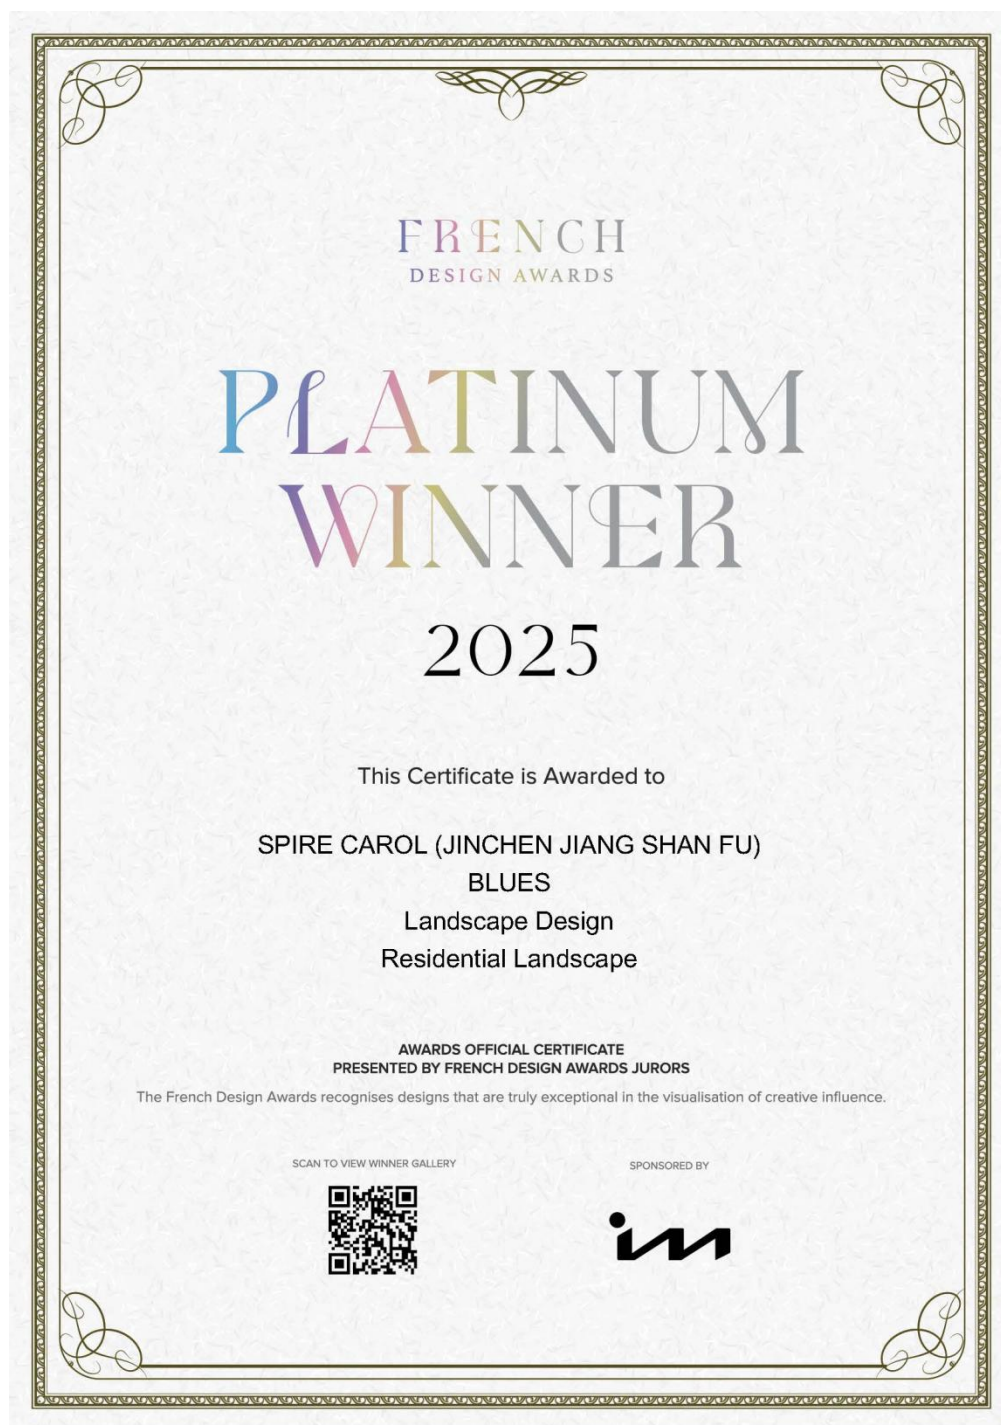 FRENCH
DESIGN AWARDS
PLATINUM
WINNER
2025
This Certificate is Awarded to
SPIRE CAROL (JINCHEN JIANG SHAN FU)
BLUES
Landscape Design
Residential Landscape
AWARDS OFFICIAL CERTIFICATE
PRESENTED BY FRENCH DESIGN AWARDS JURORS
The French Design Awards recognises designs that are truly exceptional in the visualisation of creative influence.
SCAN TO VIEW WINNER GALLERY
SPONSORED BY
im